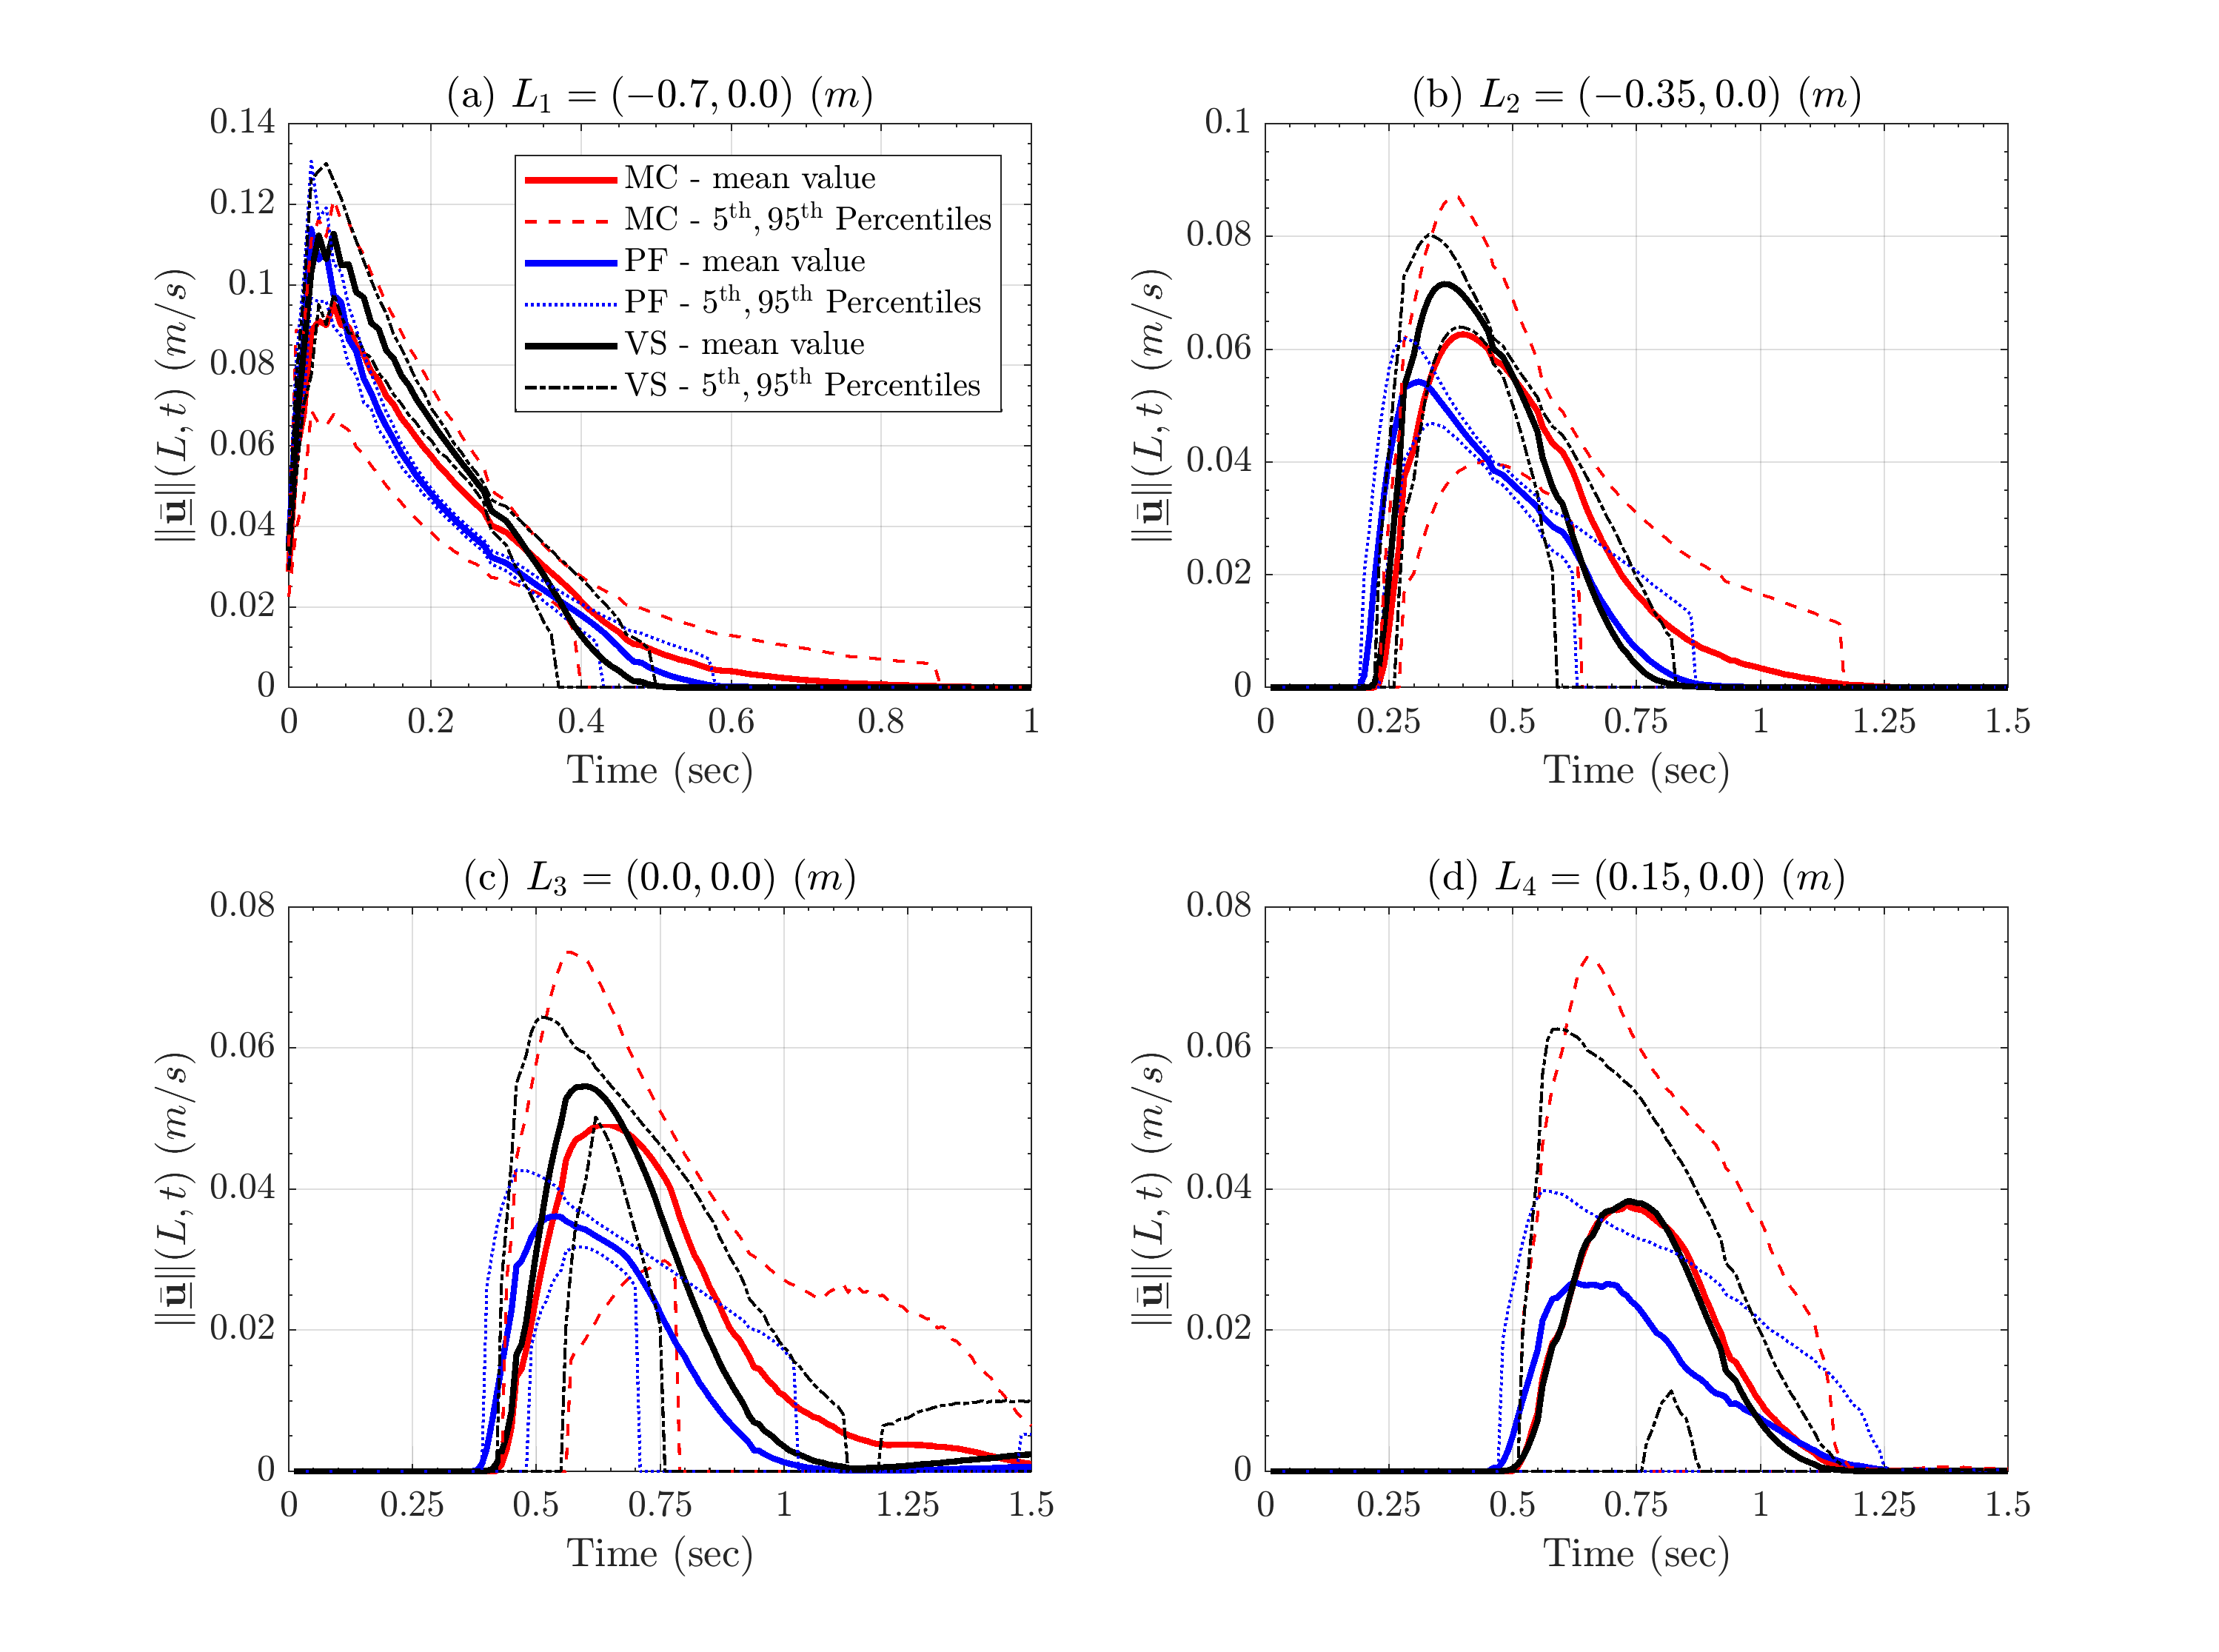 (a) L₁ = (−0.7, 0.0) (m)
0.14
0.12
0.1
0.08
0.06
0.04
0.02
0
||ū̲||(L, t) (m/s)
MC - mean value
MC - 5th, 95th Percentiles
PF - mean value
PF - 5th, 95th Percentiles
VS - mean value
VS - 5th, 95th Percentiles
0 0.2 0.4 0.6 0.8 1
Time (sec)
(b) L₂ = (−0.35, 0.0) (m)
0.1
0.08
0.06
0.04
0.02
0
||ū̲||(L, t) (m/s)
0 0.25 0.5 0.75 1 1.25 1.5
Time (sec)
(c) L₃ = (0.0, 0.0) (m)
0.08
0.06
0.04
0.02
0
||ū̲||(L, t) (m/s)
0 0.25 0.5 0.75 1 1.25 1.5
Time (sec)
(d) L₄ = (0.15, 0.0) (m)
0.08
0.06
0.04
0.02
0
||ū̲||(L, t) (m/s)
0 0.25 0.5 0.75 1 1.25 1.5
Time (sec)